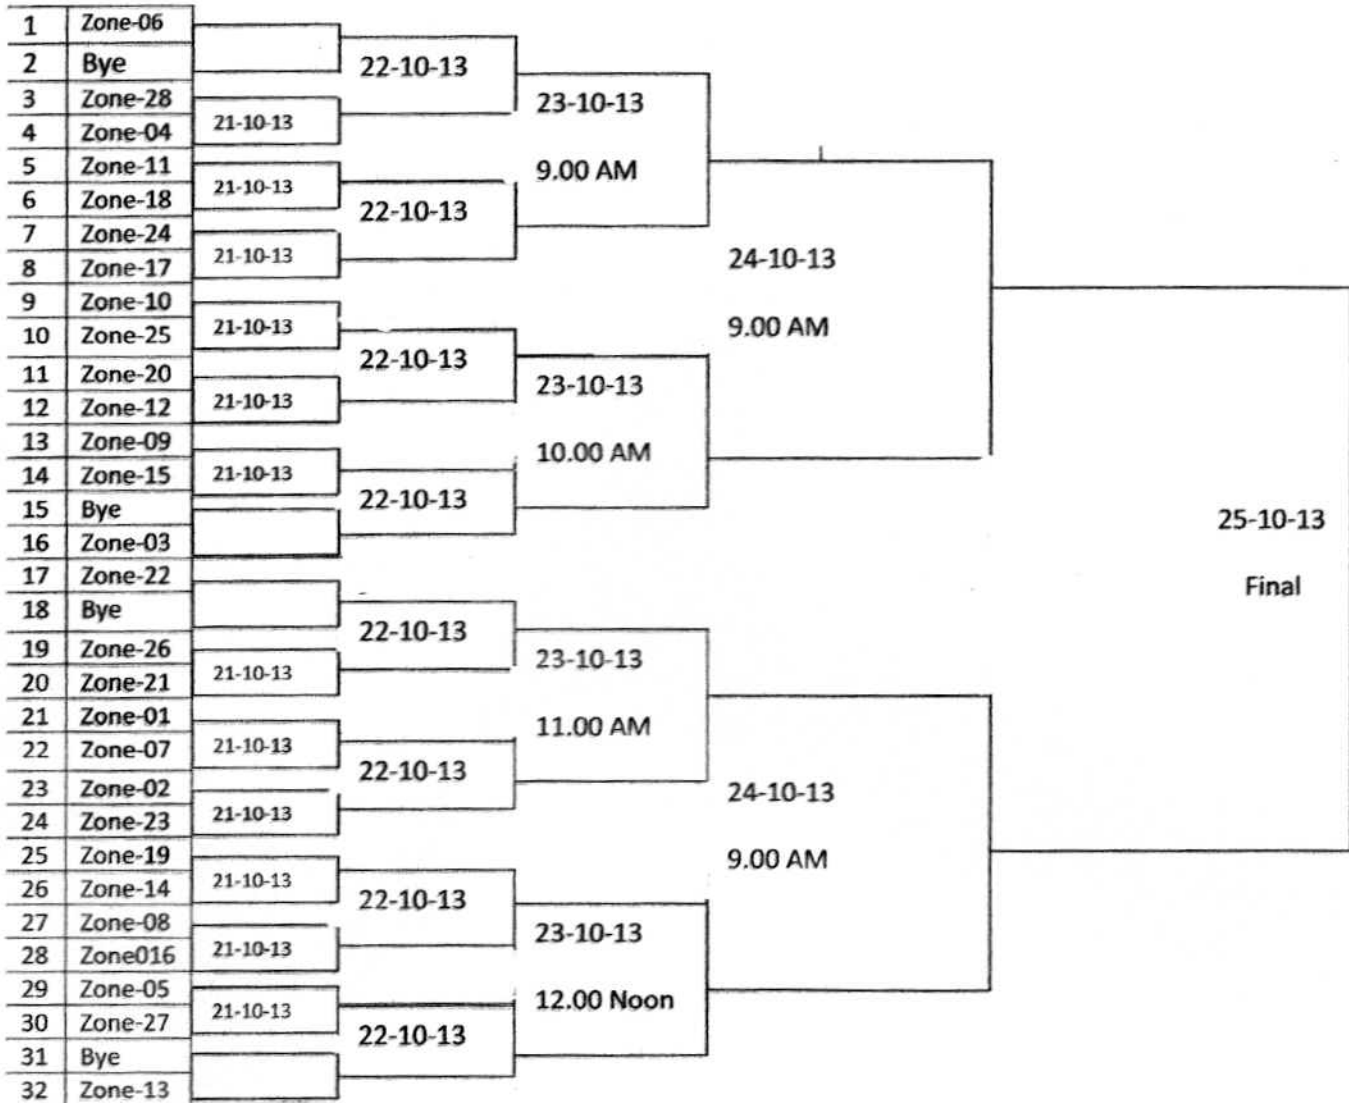 1 Zone-06
2 Bye
22-10-13
3 Zone-28
23-10-13
21-10-13
4 Zone-04
5 Zone-11
9.00 AM
21-10-13
6 Zone-18
22-10-13
7 Zone-24
21-10-13
24-10-13
8 Zone-17
9 Zone-10
21-10-13
9.00 AM
10 Zone-25
22-10-13
11 Zone-20
23-10-13
21-10-13
12 Zone-12
13 Zone-09
10.00 AM
21-10-13
14 Zone-15
22-10-13
15 Bye
25-10-13
16 Zone-03
17 Zone-22
Final
18 Bye
22-10-13
19 Zone-26
23-10-13
21-10-13
20 Zone-21
21 Zone-01
11.00 AM
21-10-13
22 Zone-07
22-10-13
23 Zone-02
24-10-13
21-10-13
24 Zone-23
25 Zone-19
9.00 AM
21-10-13
26 Zone-14
22-10-13
27 Zone-08
23-10-13
21-10-13
28 Zone016
29 Zone-05
12.00 Noon
21-10-13
30 Zone-27
22-10-13
31 Bye
32 Zone-13